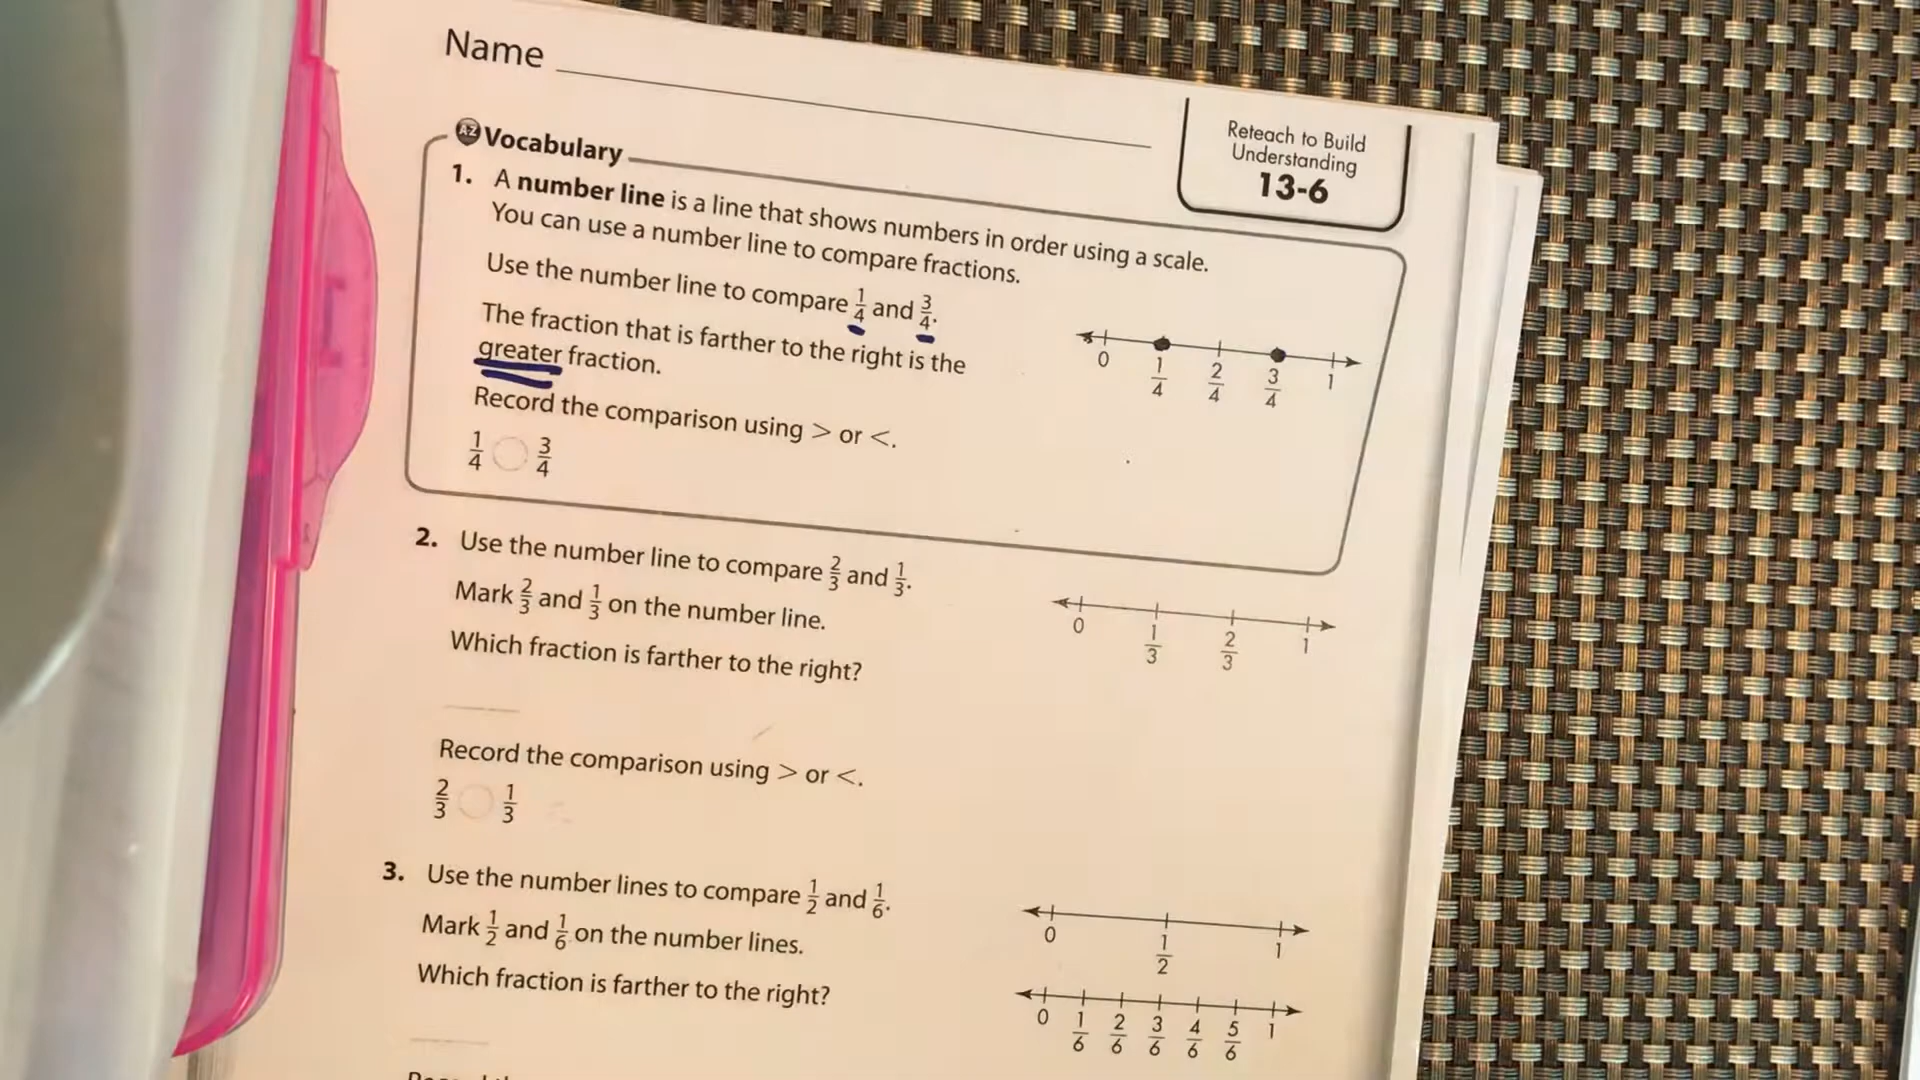 Name
Reteach to Build
Understanding
13-6
AZ Vocabulary
1. A number line is a line that shows numbers in order using a scale.
You can use a number line to compare fractions.
Use the number line to compare 1/4 and 3/4.
The fraction that is farther to the right is the
greater fraction.
0 1/4 2/4 3/4 1
Record the comparison using > or <.
1/4 3/4
2. Use the number line to compare 2/3 and 1/3.
Mark 2/3 and 1/3 on the number line.
Which fraction is farther to the right?
0 1/3 2/3 1
Record the comparison using > or <.
2/3 1/3
3. Use the number lines to compare 1/2 and 1/6.
Mark 1/2 and 1/6 on the number lines.
Which fraction is farther to the right?
0 1/2 1
0 1/6 2/6 3/6 4/6 5/6 1